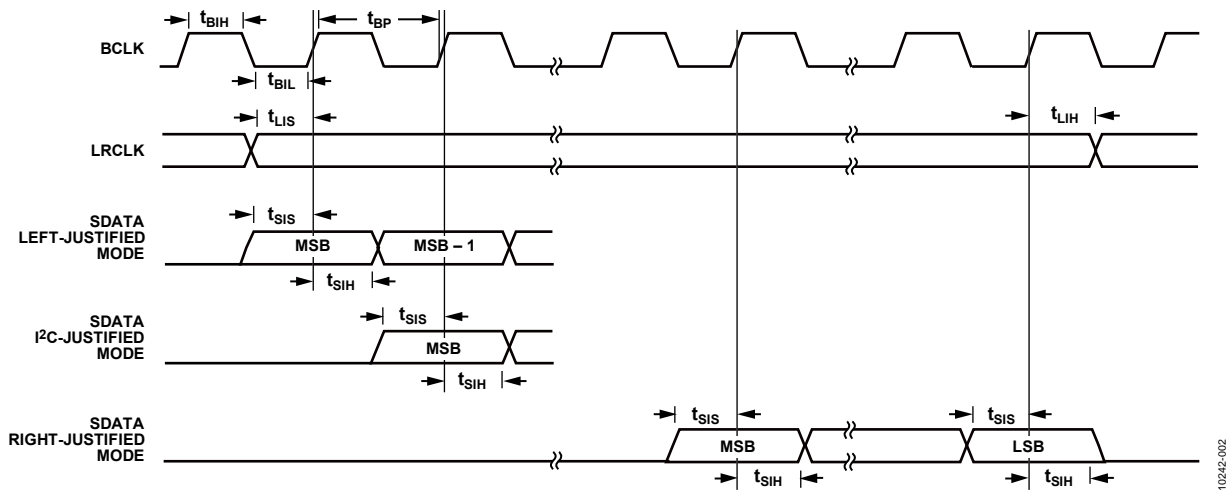 tBIH
tBP
BCLK
tBIL
tLIS
tLIH
LRCLK
SDATA
LEFT-JUSTIFIED
MODE
tSIS
MSB
MSB – 1
tSIH
SDATA
I²C-JUSTIFIED
MODE
tSIS
MSB
tSIH
SDATA
RIGHT-JUSTIFIED
MODE
tSIS
tSIS
MSB
LSB
tSIH
tSIH
10242-002